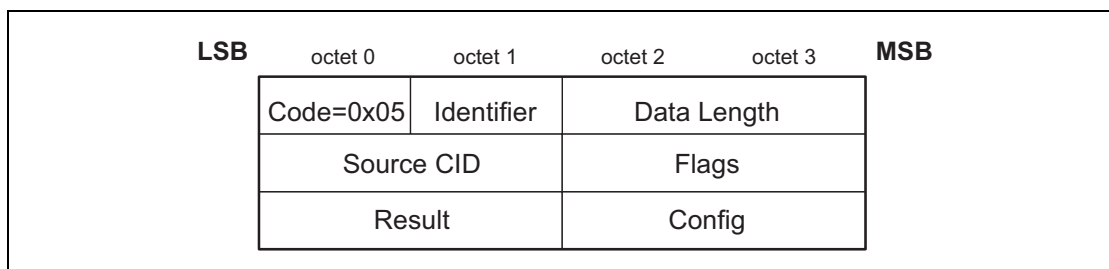 LSB octet 0 octet 1 octet 2 octet 3 MSB
Code=0x05 Identifier Data Length
Source CID Flags
Result Config